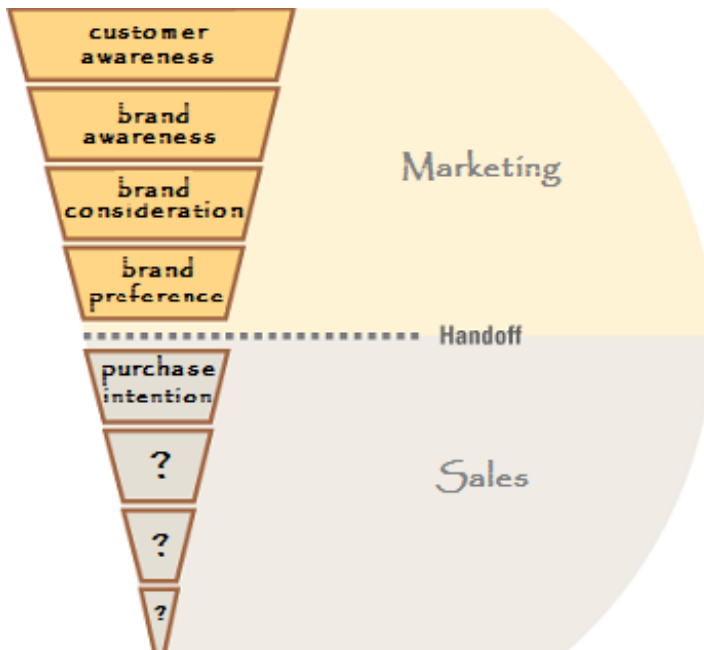 customer
awareness
brand
awareness
brand
consideration
brand
preference
Marketing
Handoff
purchase
intention
?
?
?
Sales